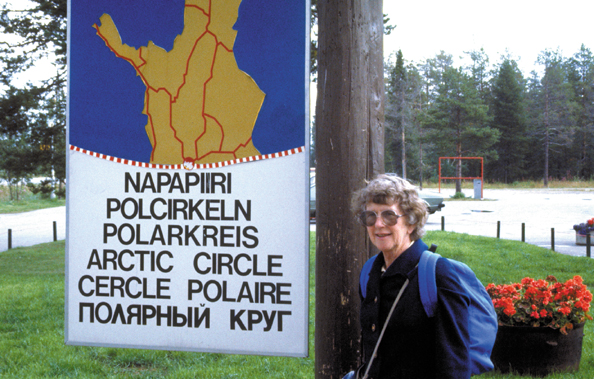 NAPAPIIRI
POLCIRKELN
POLARKREIS
ARCTIC CIRCLE
CERCLE POLAIRE
ПОЛЯРНЫЙ КРУГ